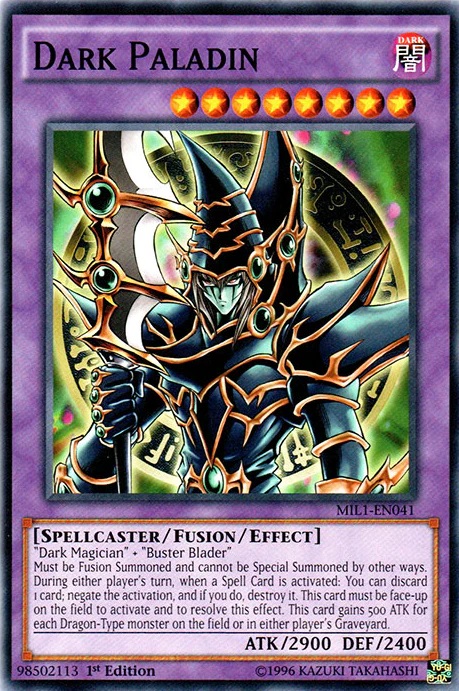 DARK PALADIN
DARK
闇
MIL1-EN041
[SPELLCASTER/FUSION/EFFECT]
"Dark Magician" + "Buster Blader"
Must be Fusion Summoned and cannot be Special Summoned by other ways.
During either player's turn, when a Spell Card is activated: You can discard
1 card; negate the activation, and if you do, destroy it. This card must be face-up
on the field to activate and to resolve this effect. This card gains 500 ATK for
each Dragon-Type monster on the field or in either player's Graveyard.
ATK/2900 DEF/2400
98502113 1st Edition ©1996 KAZUKI TAKAHASHI